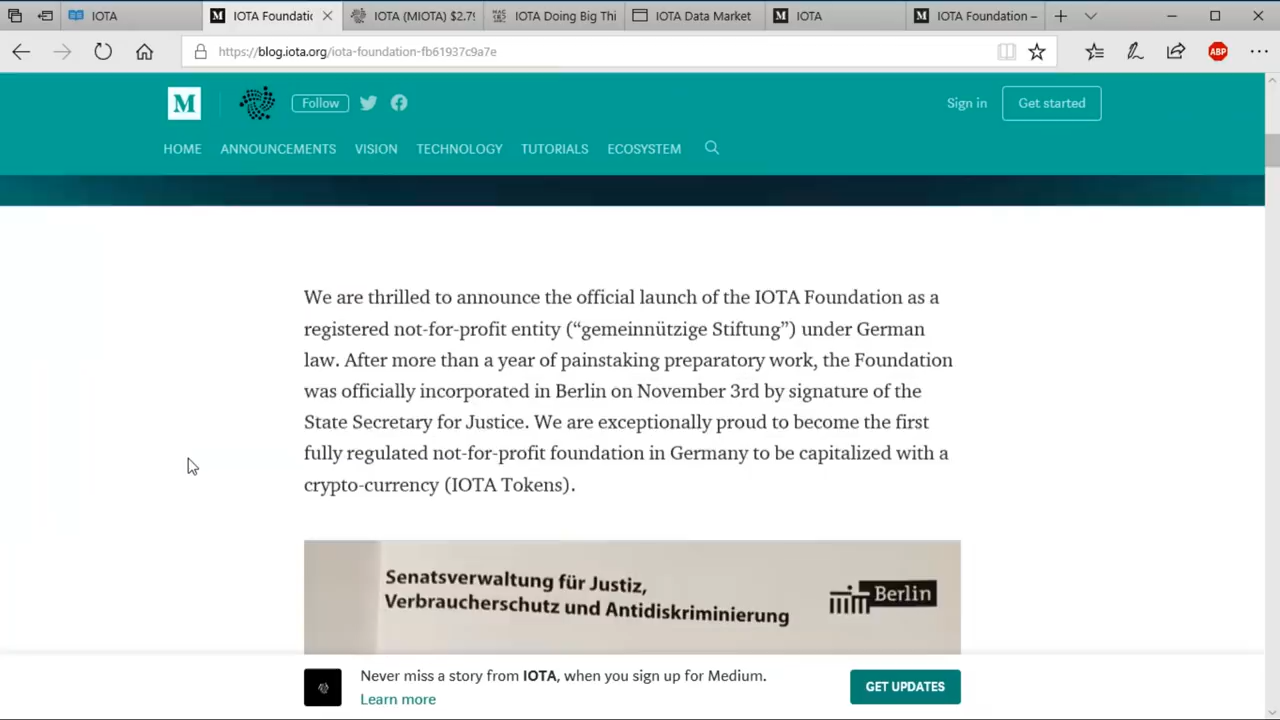 IOTA
IOTA Foundatic
IOTA (MIOTA) $2.79
IOTA Doing Big Thi
IOTA Data Market
IOTA
IOTA Foundation –
https://blog.iota.org/iota-foundation-fb61937c9a7e
ABP
M
Follow
Sign in
Get started
HOME
ANNOUNCEMENTS
VISION
TECHNOLOGY
TUTORIALS
ECOSYSTEM
We are thrilled to announce the official launch of the IOTA Foundation as a
registered not-for-profit entity (“gemeinnützige Stiftung”) under German
law. After more than a year of painstaking preparatory work, the Foundation
was officially incorporated in Berlin on November 3rd by signature of the
State Secretary for Justice. We are exceptionally proud to become the first
fully regulated not-for-profit foundation in Germany to be capitalized with a
crypto-currency (IOTA Tokens).
Senatsverwaltung für Justiz,
Verbraucherschutz und Antidiskriminierung
Berlin
Never miss a story from IOTA, when you sign up for Medium.
Learn more
GET UPDATES